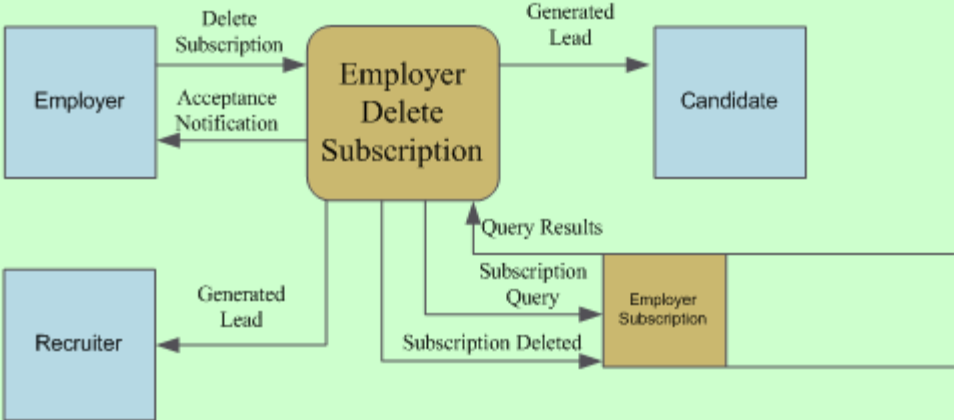 Delete
Subscription
Generated
Lead
Employer
Employer
Delete
Subscription
Candidate
Acceptance
Notification
Query Results
Subscription
Query
Employer
Subscription
Generated
Lead
Recruiter
Subscription Deleted